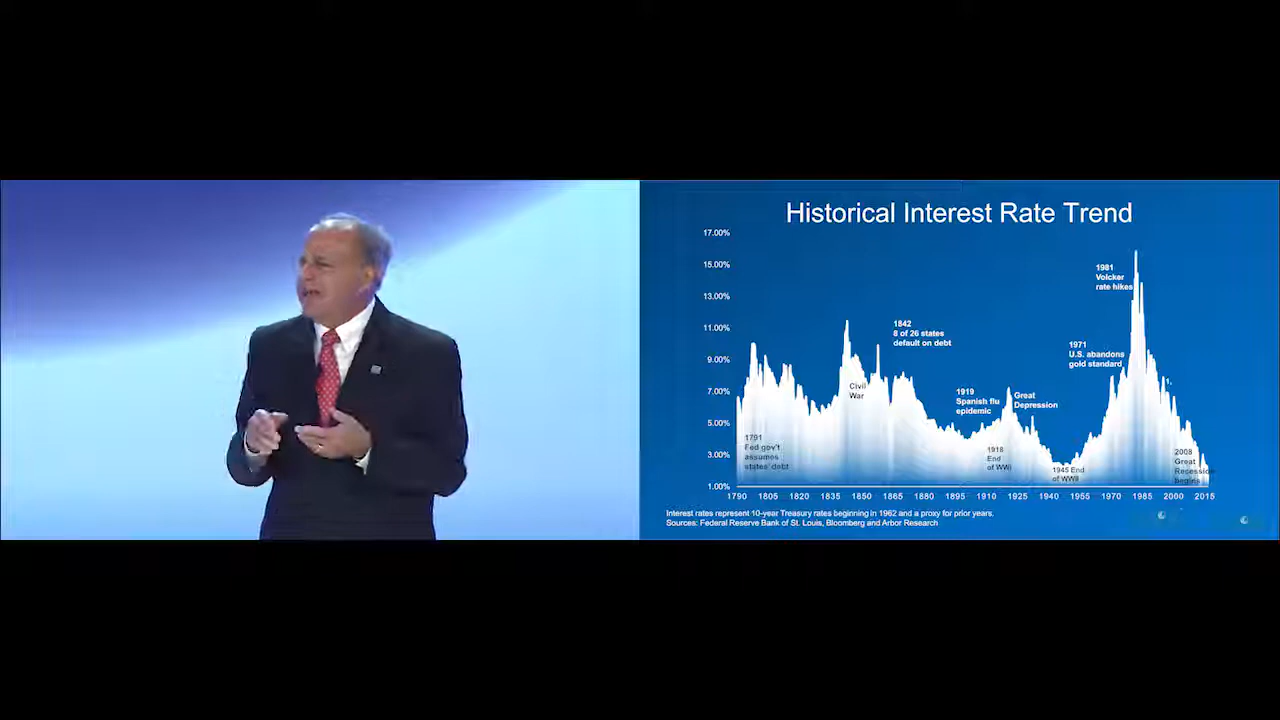 Historical Interest Rate Trend
17.00%
15.00%
13.00%
11.00%
9.00%
7.00%
5.00%
3.00%
1.00%
1981
Volcker
rate hikes
1842
8 of 26 states
default on debt
1971
U.S. abandons
gold standard
Civil
War
1919
Spanish flu
epidemic
Great
Depression
1791
Fed gov't
assumes
states' debt
1918
End
of WWI
1945 End
of WWII
2008
Great
Recession
begins
1790 1805 1820 1835 1850 1865 1880 1895 1910 1925 1940 1955 1970 1985 2000 2015
Interest rates represent 10-year Treasury rates beginning in 1962 and a proxy for prior years.
Sources: Federal Reserve Bank of St. Louis, Bloomberg and Arbor Research